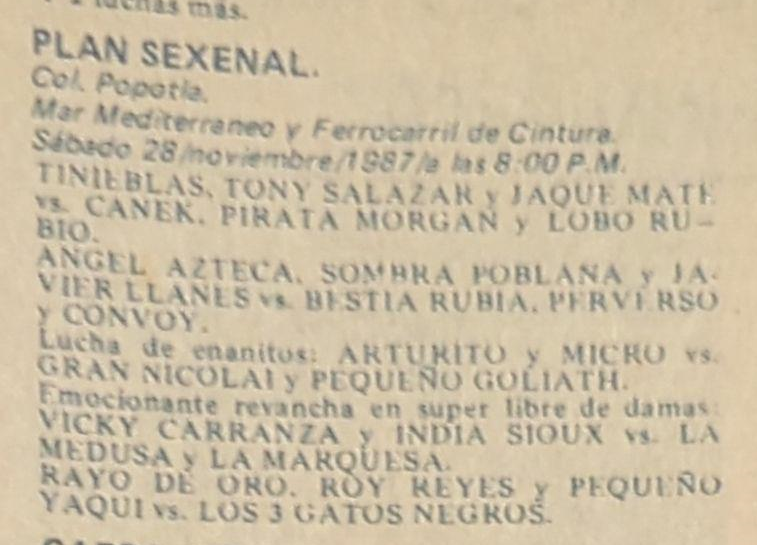 luchas más.
PLAN SEXENAL.
Col. Popotla.
Mar Mediterraneo y Ferrocarril de Cintura.
Sábado 28/noviembre/1987/a las 8:00 P.M.
TINIEBLAS, TONY SALAZAR y JAQUE MATE
vs. CANEK, PIRATA MORGAN y LOBO RU-
BIO.
ANGEL AZTECA, SOMBRA POBLANA y JA-
VIER LLANES vs. BESTIA RUBIA, PERVERSO
y CONVOY.
Lucha de enanitos: ARTURITO y MICRO vs.
GRAN NICOLAI y PEQUEÑO GOLIATH.
Emocionante revancha en super libre de damas:
VICKY CARRANZA y INDIA SIOUX vs. LA
MEDUSA y LA MARQUESA.
RAYO DE ORO, ROY REYES y PEQUEÑO
YAQUI vs. LOS 3 GATOS NEGROS.